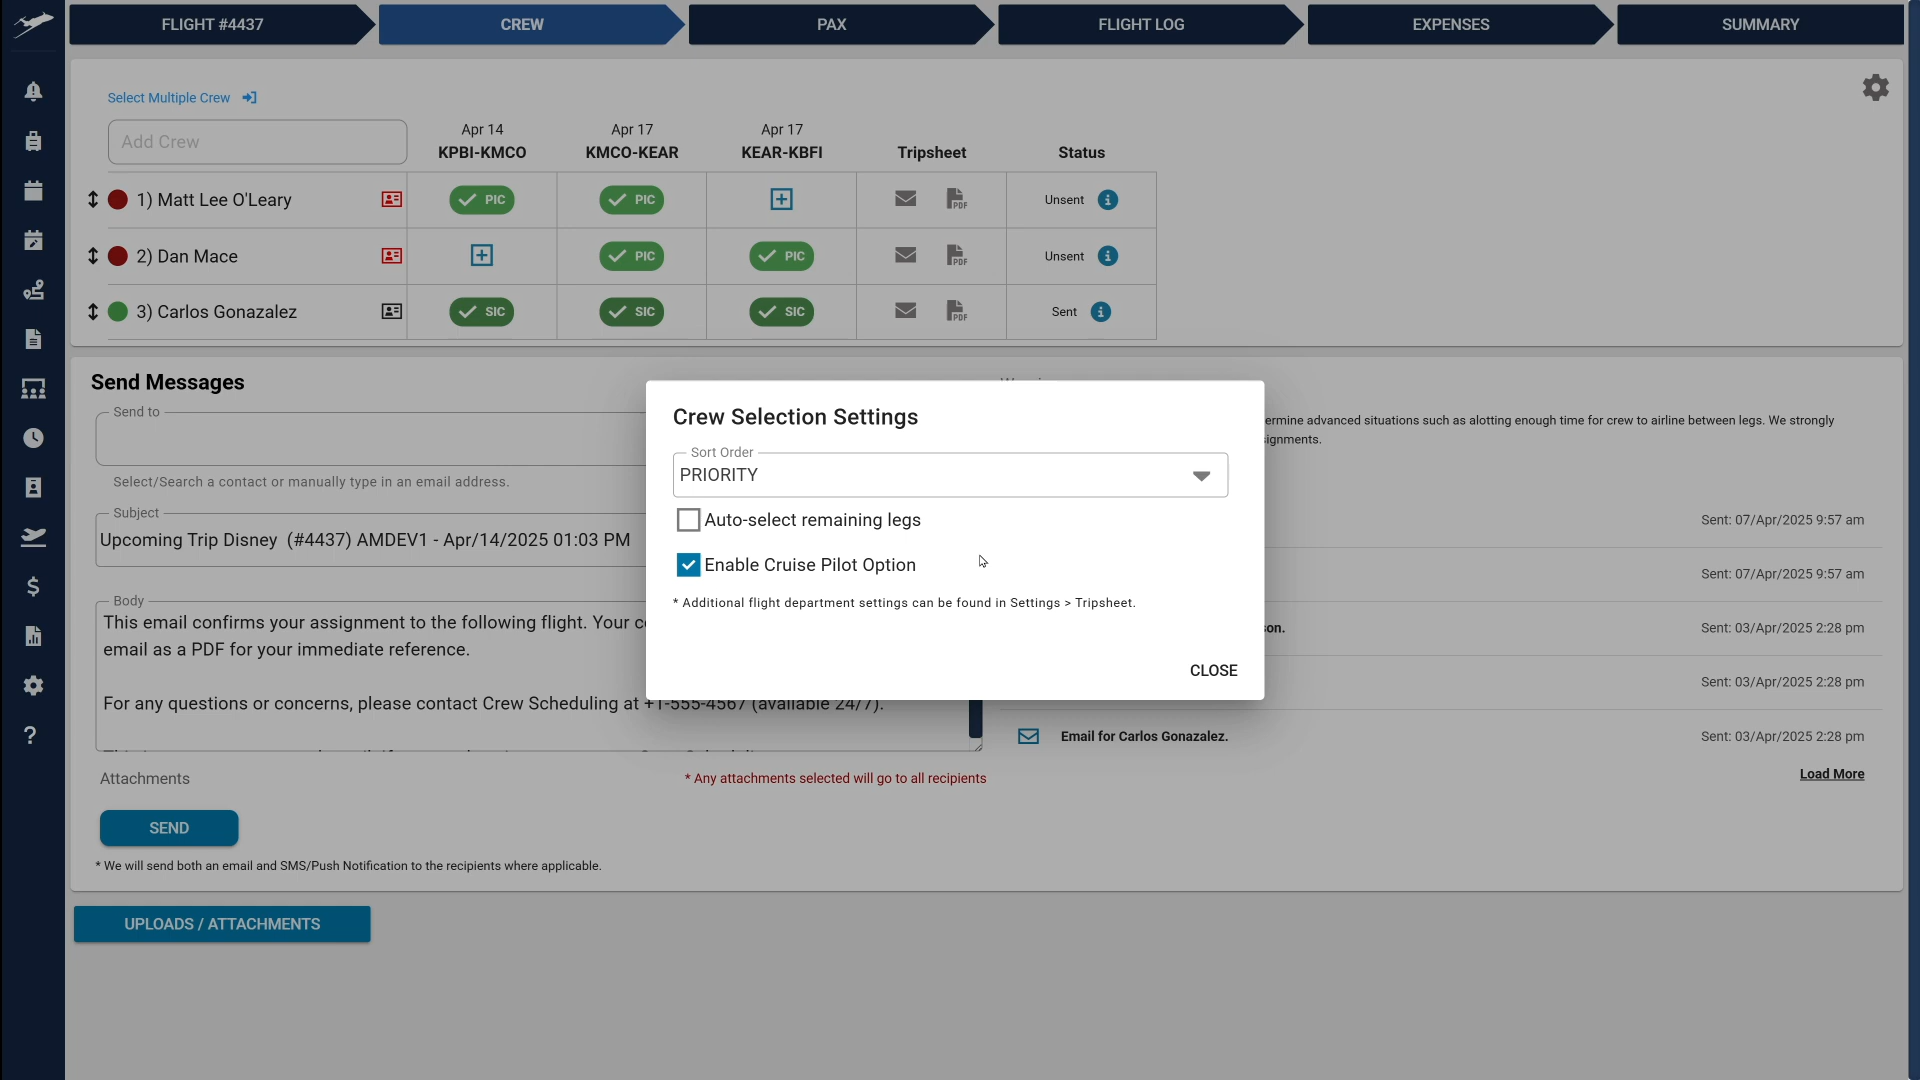 FLIGHT #4437
CREW
PAX
FLIGHT LOG
EXPENSES
SUMMARY
Select Multiple Crew
Add Crew
Apr 14
KPBI-KMCO
Apr 17
KMCO-KEAR
Apr 17
KEAR-KBFI
Tripsheet
Status
1) Matt Lee O'Leary
PIC
PIC
PDF
Unsent
2) Dan Mace
PIC
PIC
PDF
Unsent
3) Carlos Gonazalez
SIC
SIC
SIC
PDF
Sent
Send Messages
Send to
Select/Search a contact or manually type in an email address.
Subject
Upcoming Trip Disney (#4437) AMDEV1 - Apr/14/2025 01:03 PM
Body
This email confirms your assignment to the following flight. Your
email as a PDF for your immediate reference.
For any questions or concerns, please contact Crew Scheduling at +1-555-4567 (available 24/7).
Attachments
* Any attachments selected will go to all recipients
SEND
* We will send both an email and SMS/Push Notification to the recipients where applicable.
UPLOADS / ATTACHMENTS
Crew Selection Settings
Sort Order
PRIORITY
Auto-select remaining legs
Enable Cruise Pilot Option
* Additional flight department settings can be found in Settings > Tripsheet.
CLOSE
ermine advanced situations such as alotting enough time for crew to airline between legs. We strongly
signments.
Sent: 07/Apr/2025 9:57 am
Sent: 07/Apr/2025 9:57 am
son.
Sent: 03/Apr/2025 2:28 pm
Sent: 03/Apr/2025 2:28 pm
Email for Carlos Gonazalez.
Sent: 03/Apr/2025 2:28 pm
Load More